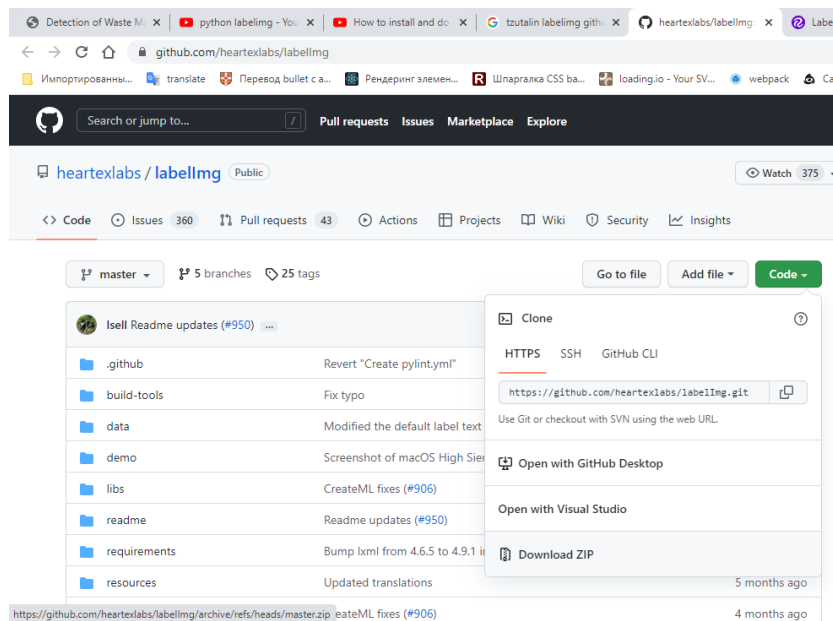 Detection of Waste M
python labelimg - You
How to install and do
tzutalin labelimg gith
heartexlabs/labelImg:
Labe
github.com/heartexlabs/labelImg
Импортированны...
translate
Перевод bullet с а...
Рендеринг элемен...
Шпаргалка CSS ba...
loading.io - Your SV...
webpack
Ca
Search or jump to...
/
Pull requests Issues Marketplace Explore
heartexlabs / labelImg Public
Watch 375
Code Issues 360 Pull requests 43 Actions Projects Wiki Security Insights
master 5 branches 25 tags Go to file Add file Code
Isell Readme updates (#950) ...
.github Revert "Create pylint.yml"
build-tools Fix typo
data Modified the default label text
demo Screenshot of macOS High Sier
libs CreateML fixes (#906)
readme Readme updates (#950)
requirements Bump lxml from 4.6.5 to 4.9.1 i
resources Updated translations 5 months ago
eateML fixes (#906) 4 months ago
Clone
?
HTTPS SSH GitHub CLI
https://github.com/heartexlabs/labelImg.git
Use Git or checkout with SVN using the web URL.
Open with GitHub Desktop
Open with Visual Studio
Download ZIP
https://github.com/heartexlabs/labelImg/archive/refs/heads/master.zip